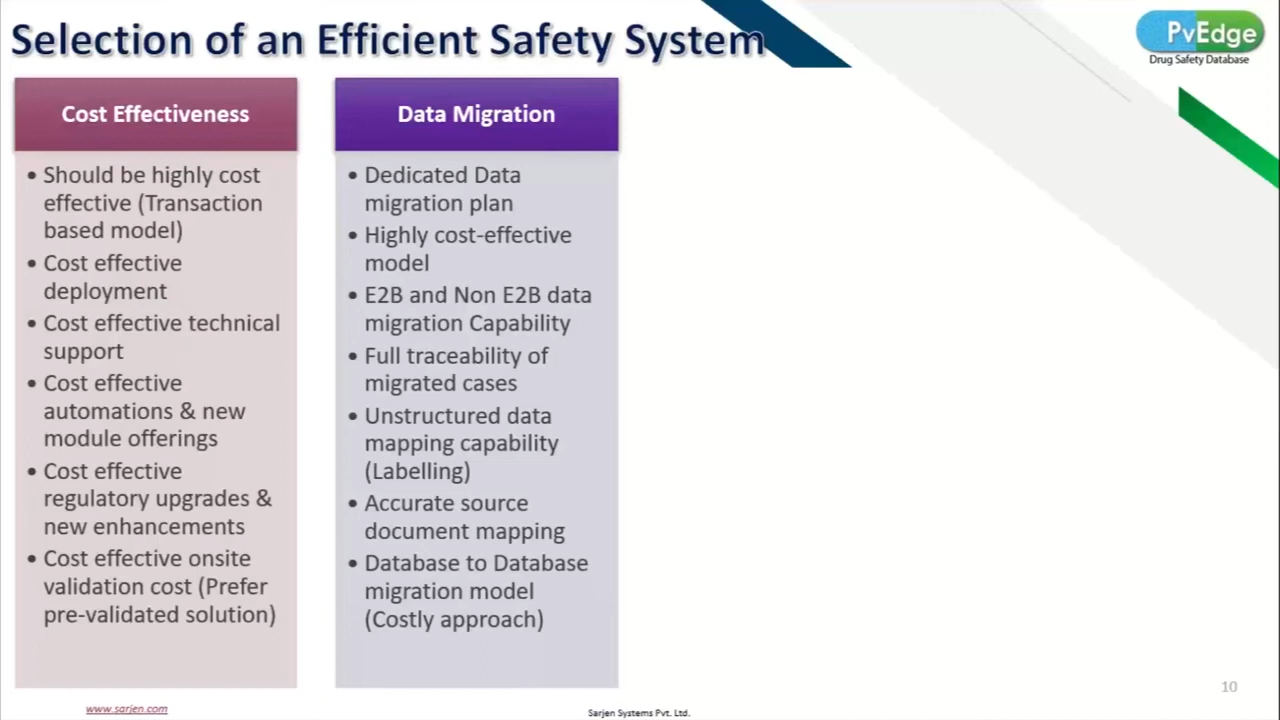 Selection of an Efficient Safety System
PvEdge
Drug Safety Database
Cost Effectiveness
• Should be highly cost
effective (Transaction
based model)
• Cost effective
deployment
• Cost effective technical
support
• Cost effective
automations & new
module offerings
• Cost effective
regulatory upgrades &
new enhancements
• Cost effective onsite
validation cost (Prefer
pre-validated solution)
Data Migration
• Dedicated Data
migration plan
• Highly cost-effective
model
• E2B and Non E2B data
migration Capability
• Full traceability of
migrated cases
• Unstructured data
mapping capability
(Labelling)
• Accurate source
document mapping
• Database to Database
migration model
(Costly approach)
10
www.sarjen.com
Sarjen Systems Pvt. Ltd.